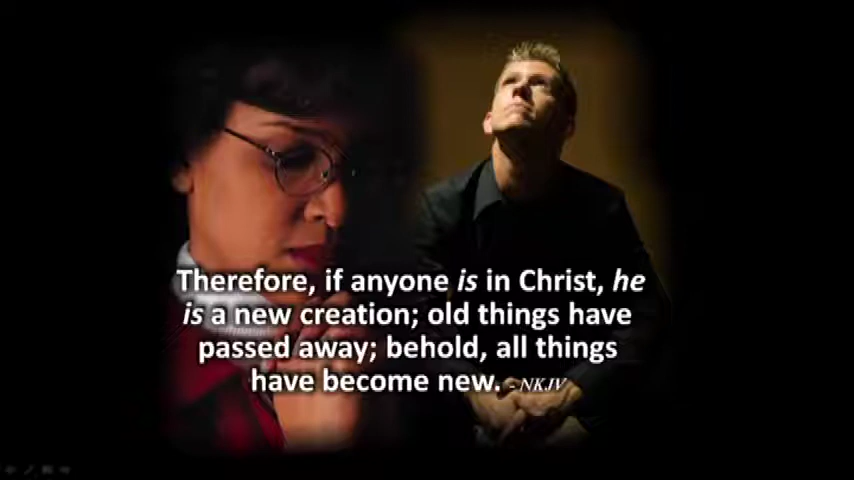 Therefore, if anyone is in Christ, he
is a new creation; old things have
passed away; behold, all things
have become new. - NKJV